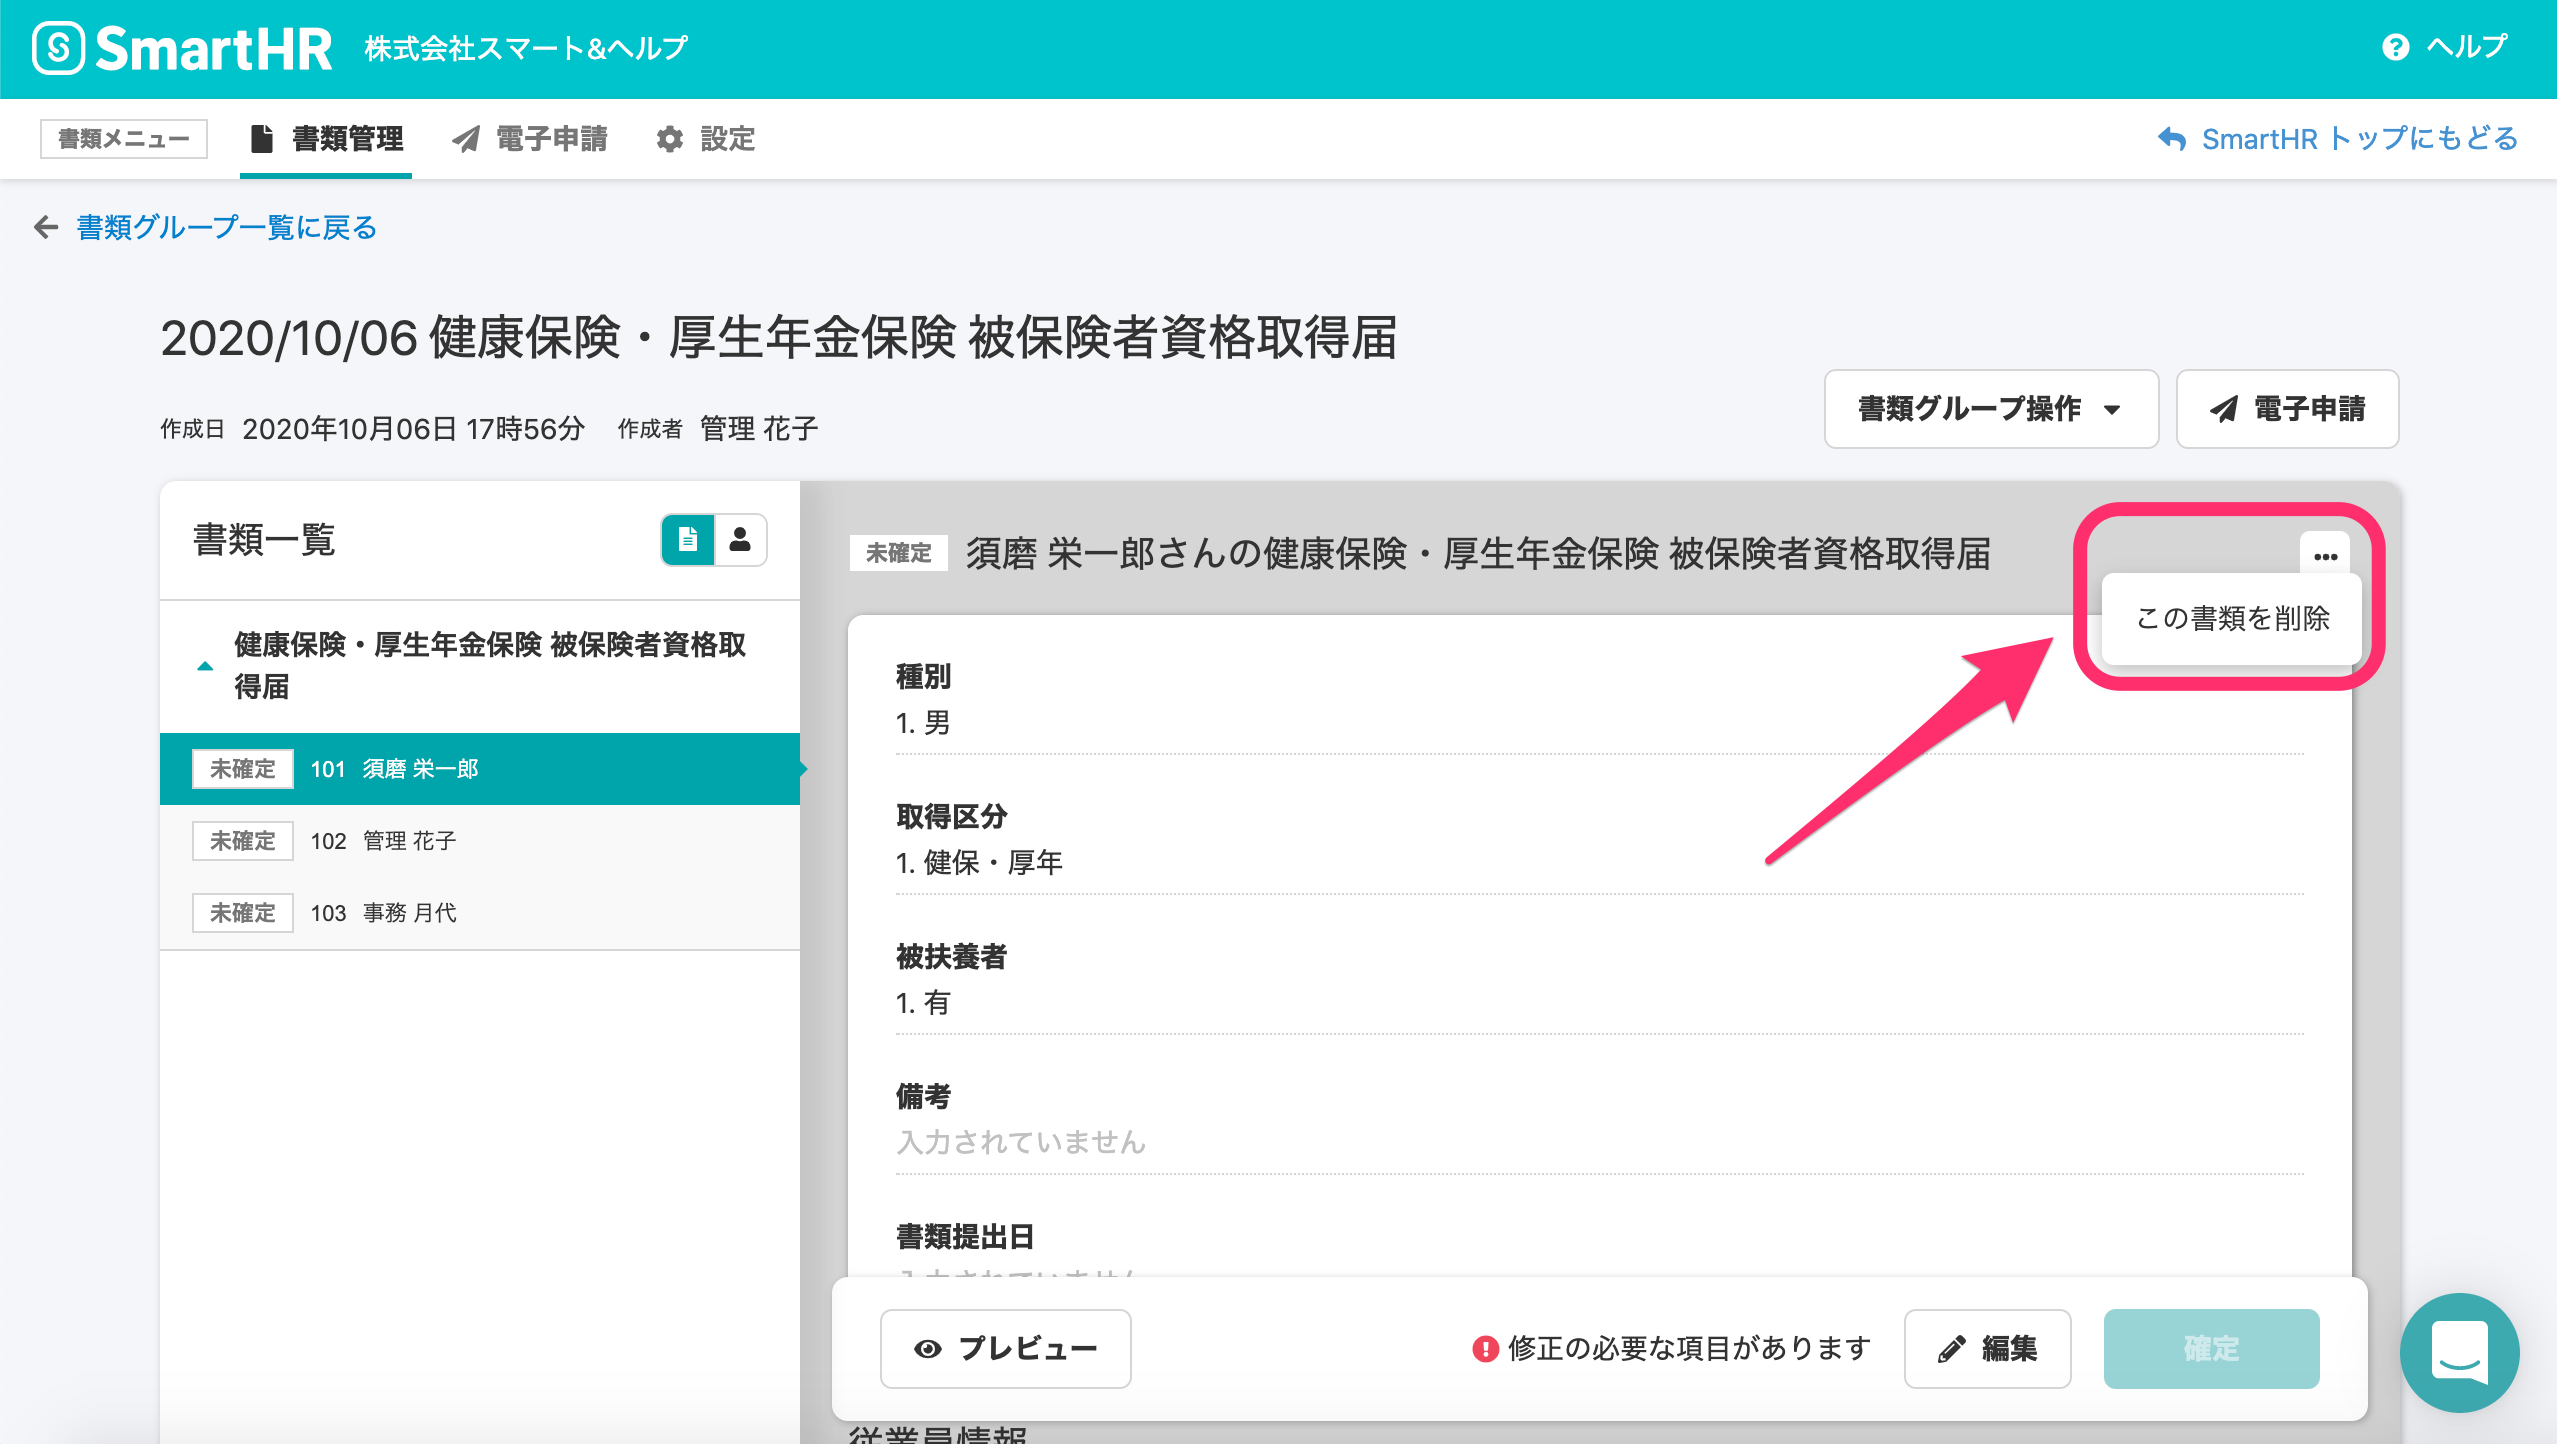 SmartHR 株式会社スマート&ヘルプ
ヘルプ
書類メニュー 書類管理 電子申請 設定
SmartHR トップにもどる
書類グループ一覧に戻る
2020/10/06 健康保険・厚生年金保険 被保険者資格取得届
作成日 2020年10月06日 17時56分 作成者 管理 花子
書類グループ操作
電子申請
書類一覧
健康保険・厚生年金保険 被保険者資格取
得届
未確定 101 須磨 栄一郎
未確定 102 管理 花子
未確定 103 事務 月代
未確定 須磨 栄一郎さんの健康保険・厚生年金保険 被保険者資格取得届
この書類を削除
種別
1. 男
取得区分
1. 健保・厚年
被扶養者
1. 有
備考
入力されていません
書類提出日
入力されていません
プレビュー
修正の必要な項目があります
編集
確定
従業員情報